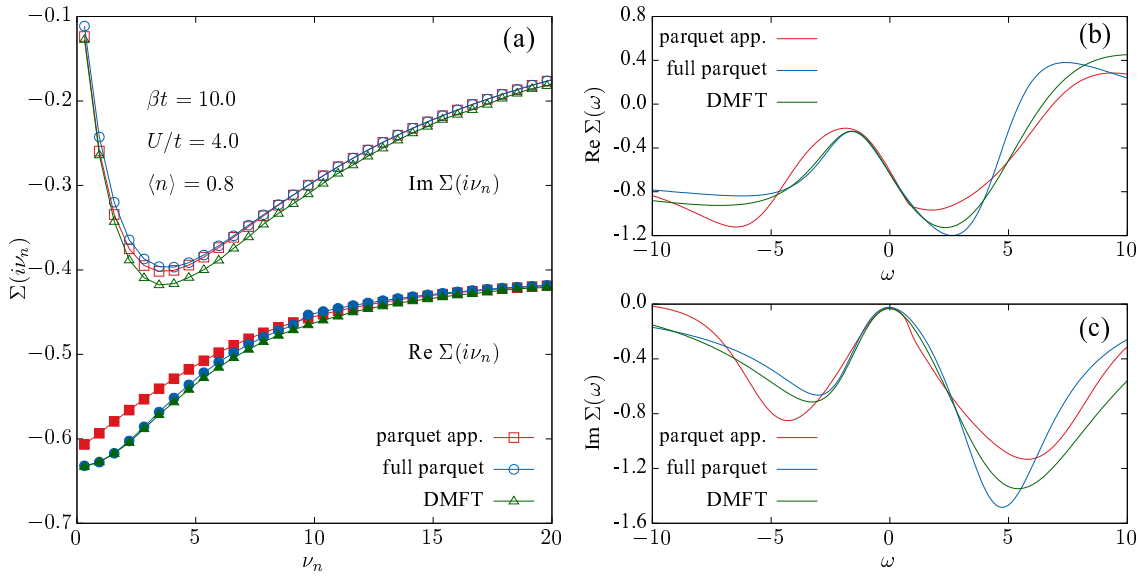 (a)
βt = 10.0
U/t = 4.0
⟨n⟩ = 0.8
Im Σ(iν_n)
Re Σ(iν_n)
parquet app.
full parquet
DMFT
Σ(iν_n)
−0.1
−0.1
−0.2
−0.3
−0.4
−0.5
−0.6
−0.7
0
5
10
15
20
ν_n
(b)
parquet app.
full parquet
DMFT
Re Σ(ω)
0.8
0.4
0.0
-0.4
-0.8
-1.2
−10
−5
0
5
10
ω
(c)
parquet app.
full parquet
DMFT
Im Σ(ω)
0.0
-0.4
-0.8
-1.2
-1.6
−10
−5
0
5
10
ω